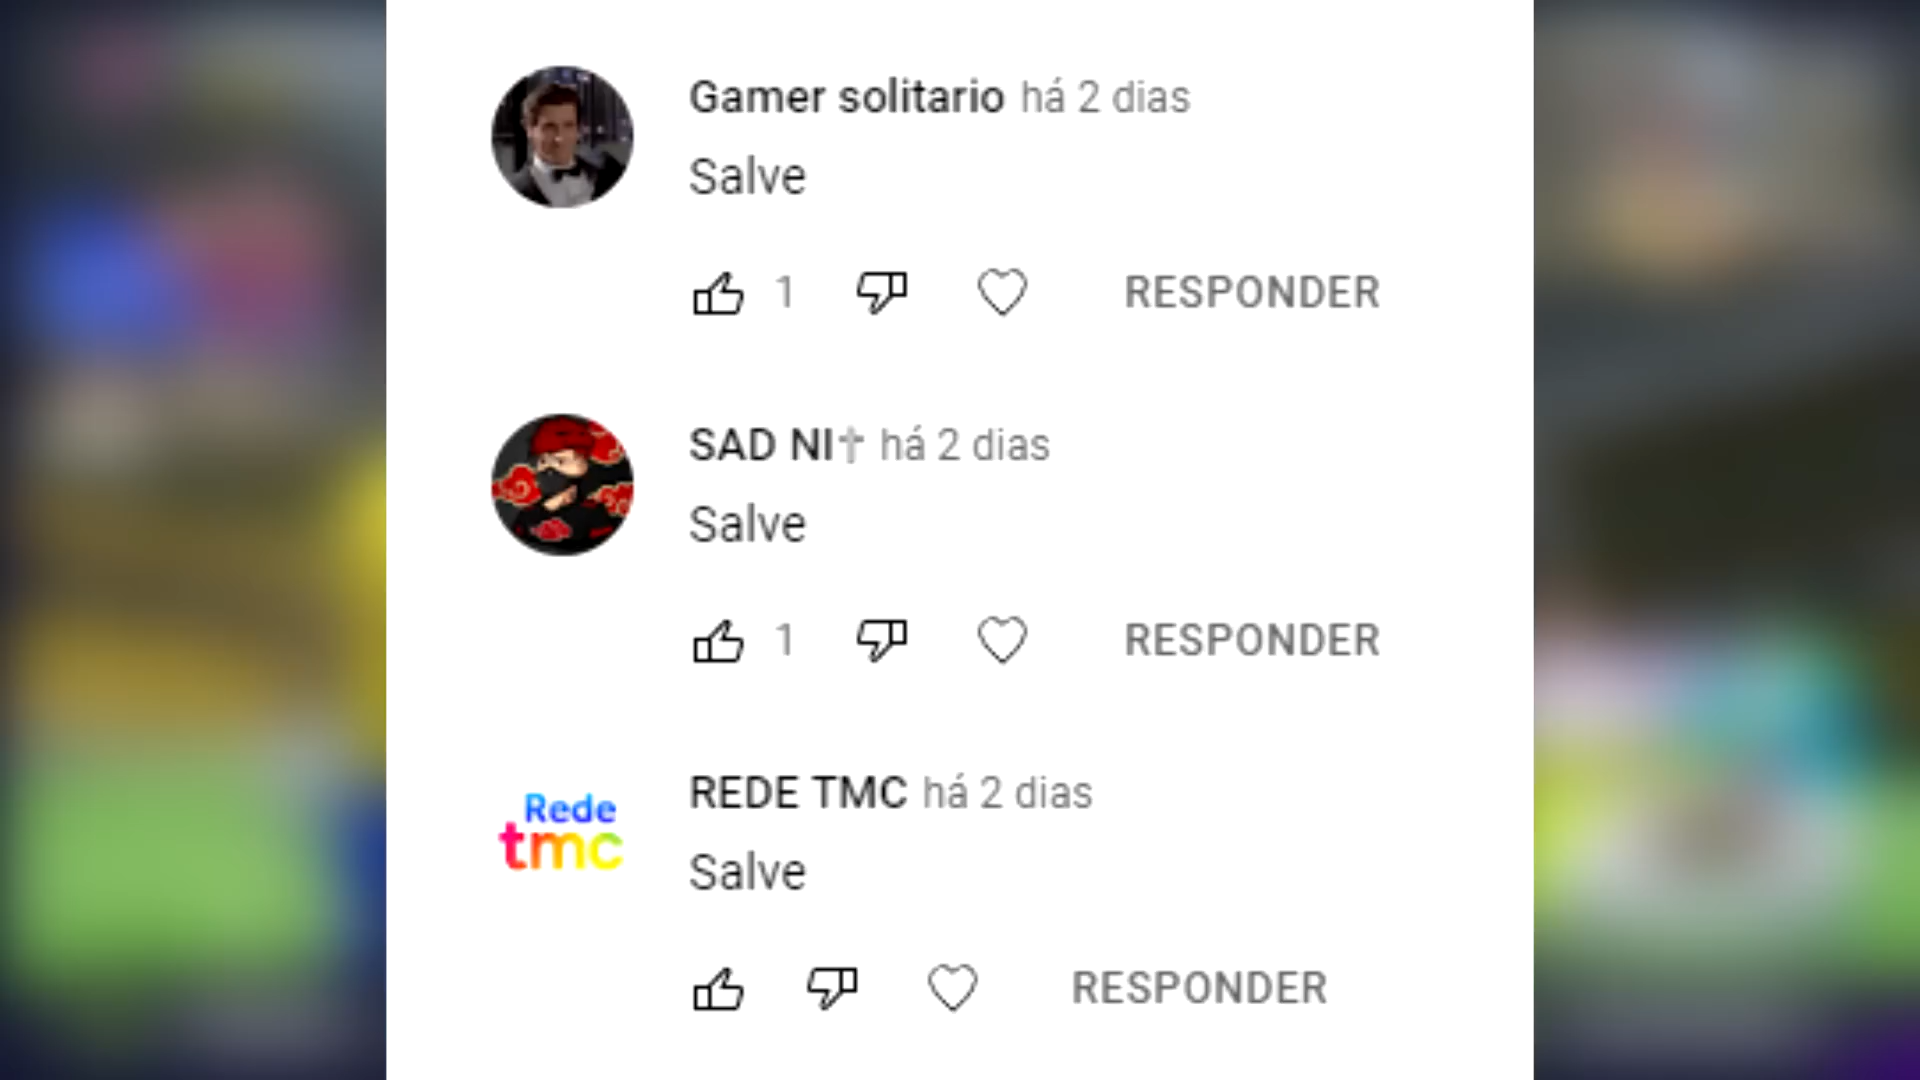 Gamer solitario há 2 dias
Salve
1 RESPONDER
SAD NI† há 2 dias
Salve
1 RESPONDER
Rede
tmc
REDE TMC há 2 dias
Salve
RESPONDER